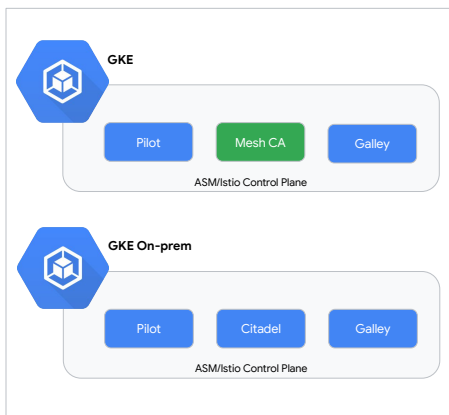 GKE
Pilot
Mesh CA
Galley
ASM/Istio Control Plane
GKE On-prem
Pilot
Citadel
Galley
ASM/Istio Control Plane